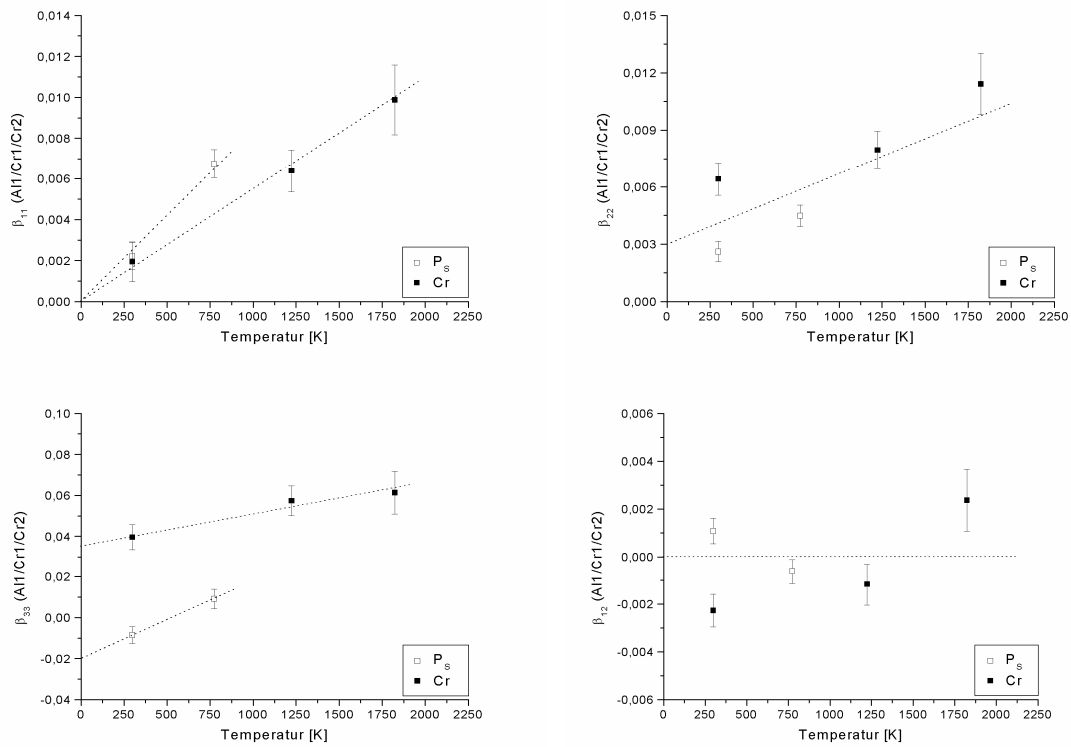 0,014
0,012
0,010
0,008
0,006
0,004
0,002
0,000
β11 (Al1/Cr1/Cr2)
PS
Cr
0 250 500 750 1000 1250 1500 1750 2000 2250
Temperatur [K]
0,015
0,012
0,009
0,006
0,003
0,000
β22 (Al1/Cr1/Cr2)
PS
Cr
0 250 500 750 1000 1250 1500 1750 2000 2250
Temperatur [K]
0,10
0,08
0,06
0,04
0,02
0,00
-0,02
-0,04
β33 (Al1/Cr1/Cr2)
PS
Cr
0 250 500 750 1000 1250 1500 1750 2000 2250
Temperatur [K]
0,006
0,004
0,002
0,000
-0,002
-0,004
-0,006
β12 (Al1/Cr1/Cr2)
PS
Cr
0 250 500 750 1000 1250 1500 1750 2000 2250
Temperatur [K]